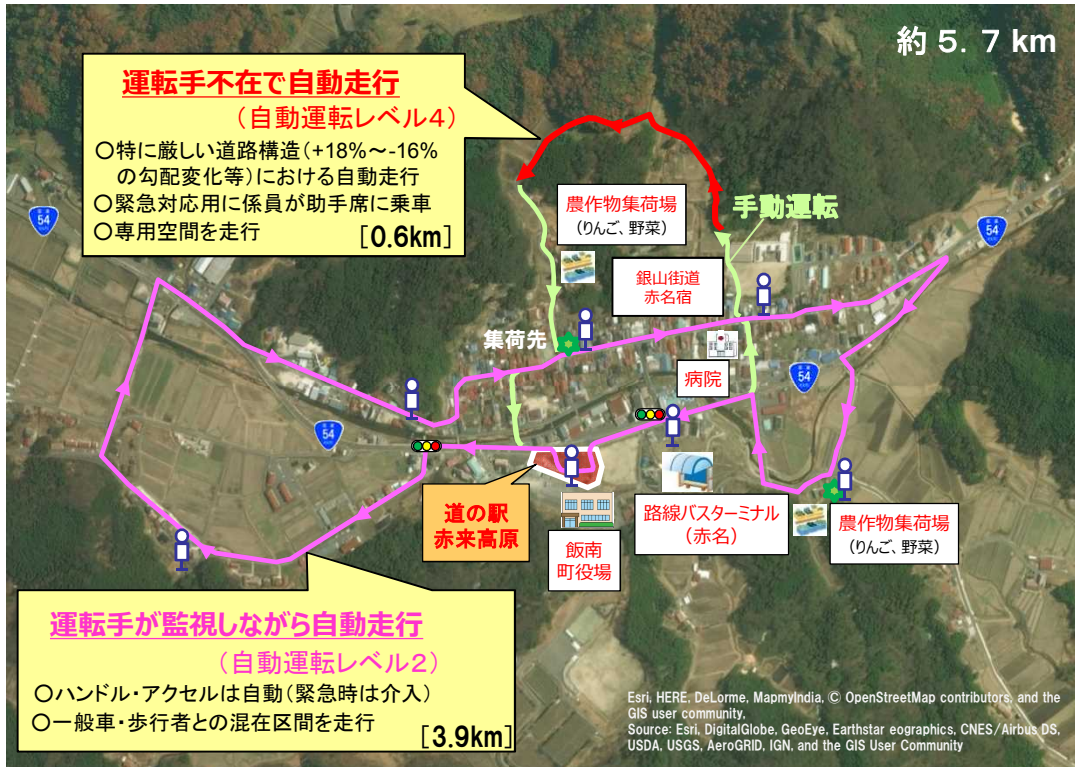 約５．７km
運転手不在で自動走行
（自動運転レベル４）
○特に厳しい道路構造（+18%～-16%
の勾配変化等）における自動走行
○緊急対応用に係員が助手席に乗車
○専用空間を走行
[0.6km]
54
54
農作物集荷場
（りんご、野菜）
手動運転
銀山街道
赤名宿
集荷先
病院
54
54
道の駅
赤来高原
飯南
町役場
路線バスターミナル
（赤名）
農作物集荷場
（りんご、野菜）
運転手が監視しながら自動走行
（自動運転レベル２）
○ハンドル・アクセルは自動（緊急時は介入）
○一般車・歩行者との混在区間を走行
[3.9km]
Esri, HERE, DeLorme, MapmyIndia, © OpenStreetMap contributors, and the
GIS user community,
Source: Esri, DigitalGlobe, GeoEye, Earthstar eographics, CNES/Airbus DS,
USDA, USGS, AeroGRID, IGN, and the GIS User Community